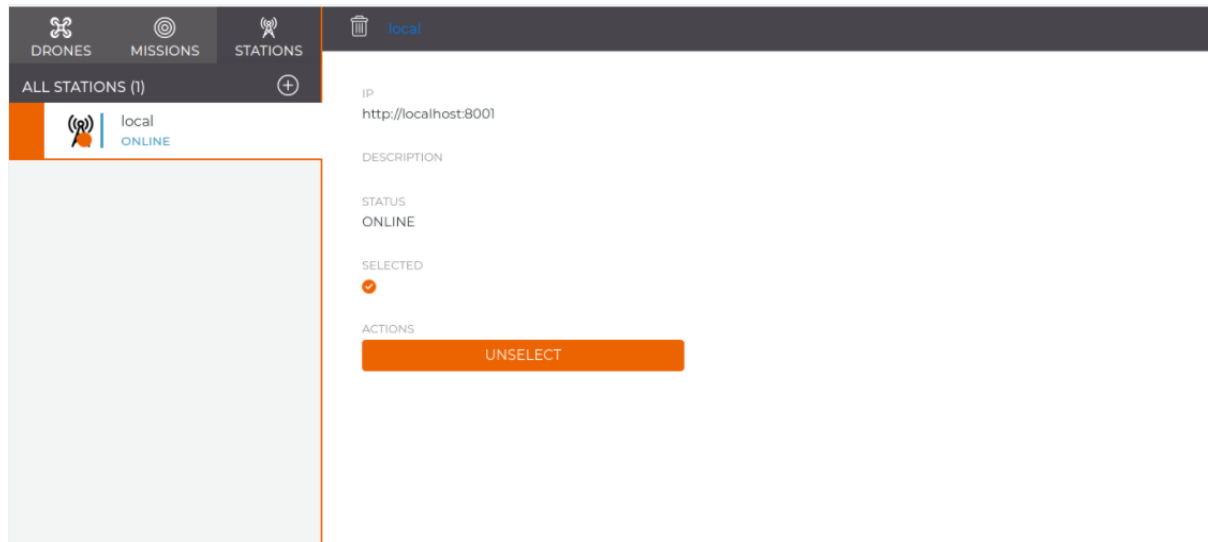 DRONES MISSIONS STATIONS
ALL STATIONS (1)
local
ONLINE
local
IP
http://localhost:8001
DESCRIPTION
STATUS
ONLINE
SELECTED
ACTIONS
UNSELECT